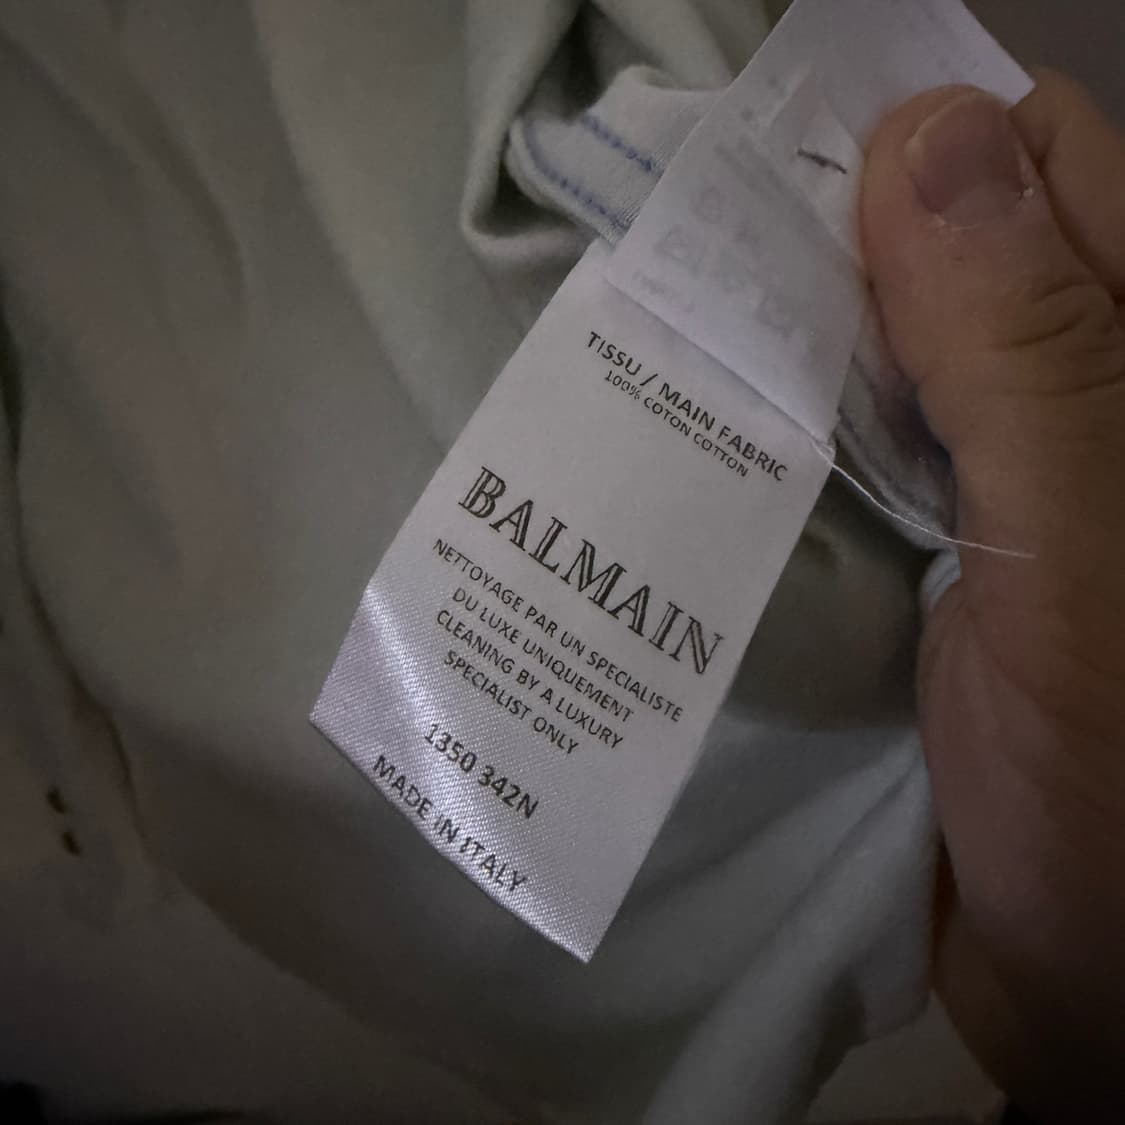 TISSU / MAIN FABRIC
100% COTON COTTON
BALMAIN
NETTOYAGE PAR UN SPECIALISTE
DU LUXE UNIQUEMENT
CLEANING BY A LUXURY
SPECIALIST ONLY
1350 342N
MADE IN ITALY